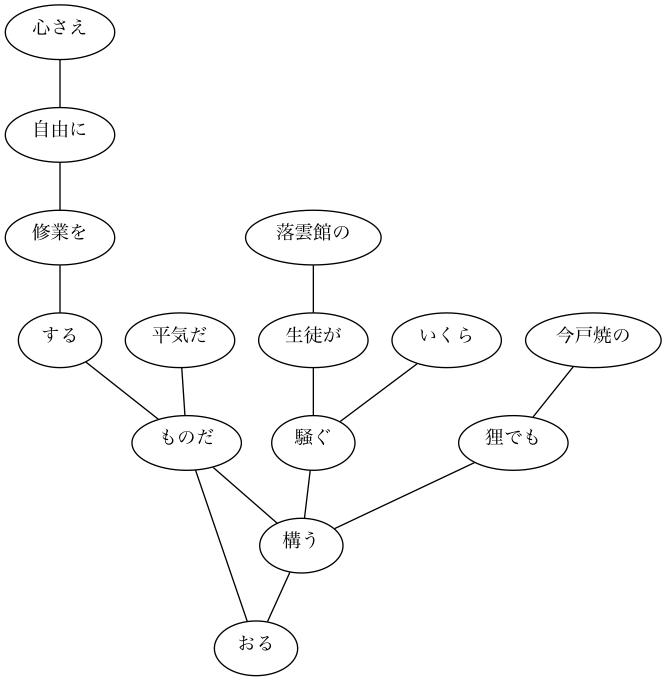 心さえ
自由に
修業を
落雲館の
する
平気だ
生徒が
いくら
今戸焼の
ものだ
騒ぐ
狸でも
構う
おる